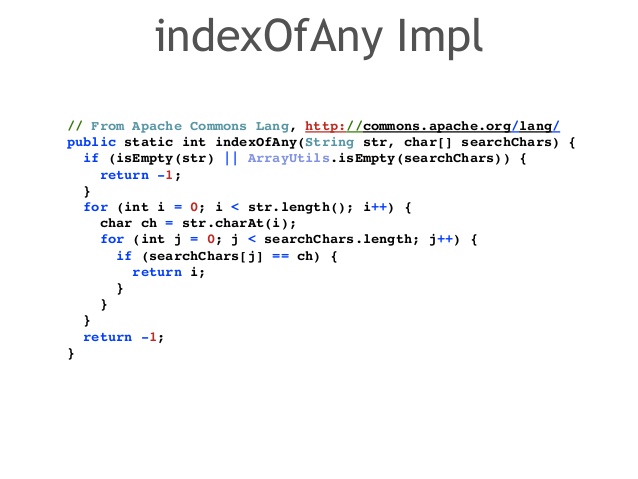 indexOfAny Impl
// From Apache Commons Lang, http://commons.apache.org/lang/
public static int indexOfAny(String str, char[] searchChars) {
  if (isEmpty(str) || ArrayUtils.isEmpty(searchChars)) {
    return -1;
  }
  for (int i = 0; i < str.length(); i++) {
    char ch = str.charAt(i);
    for (int j = 0; j < searchChars.length; j++) {
      if (searchChars[j] == ch) {
        return i;
      }
    }
  }
  return -1;
}